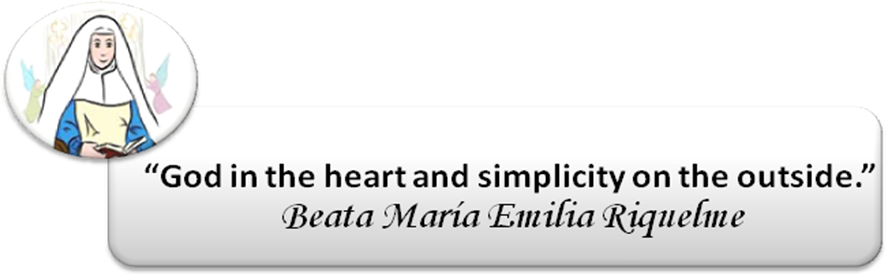 “God in the heart and simplicity on the outside.”
Beata María Emilia Riquelme